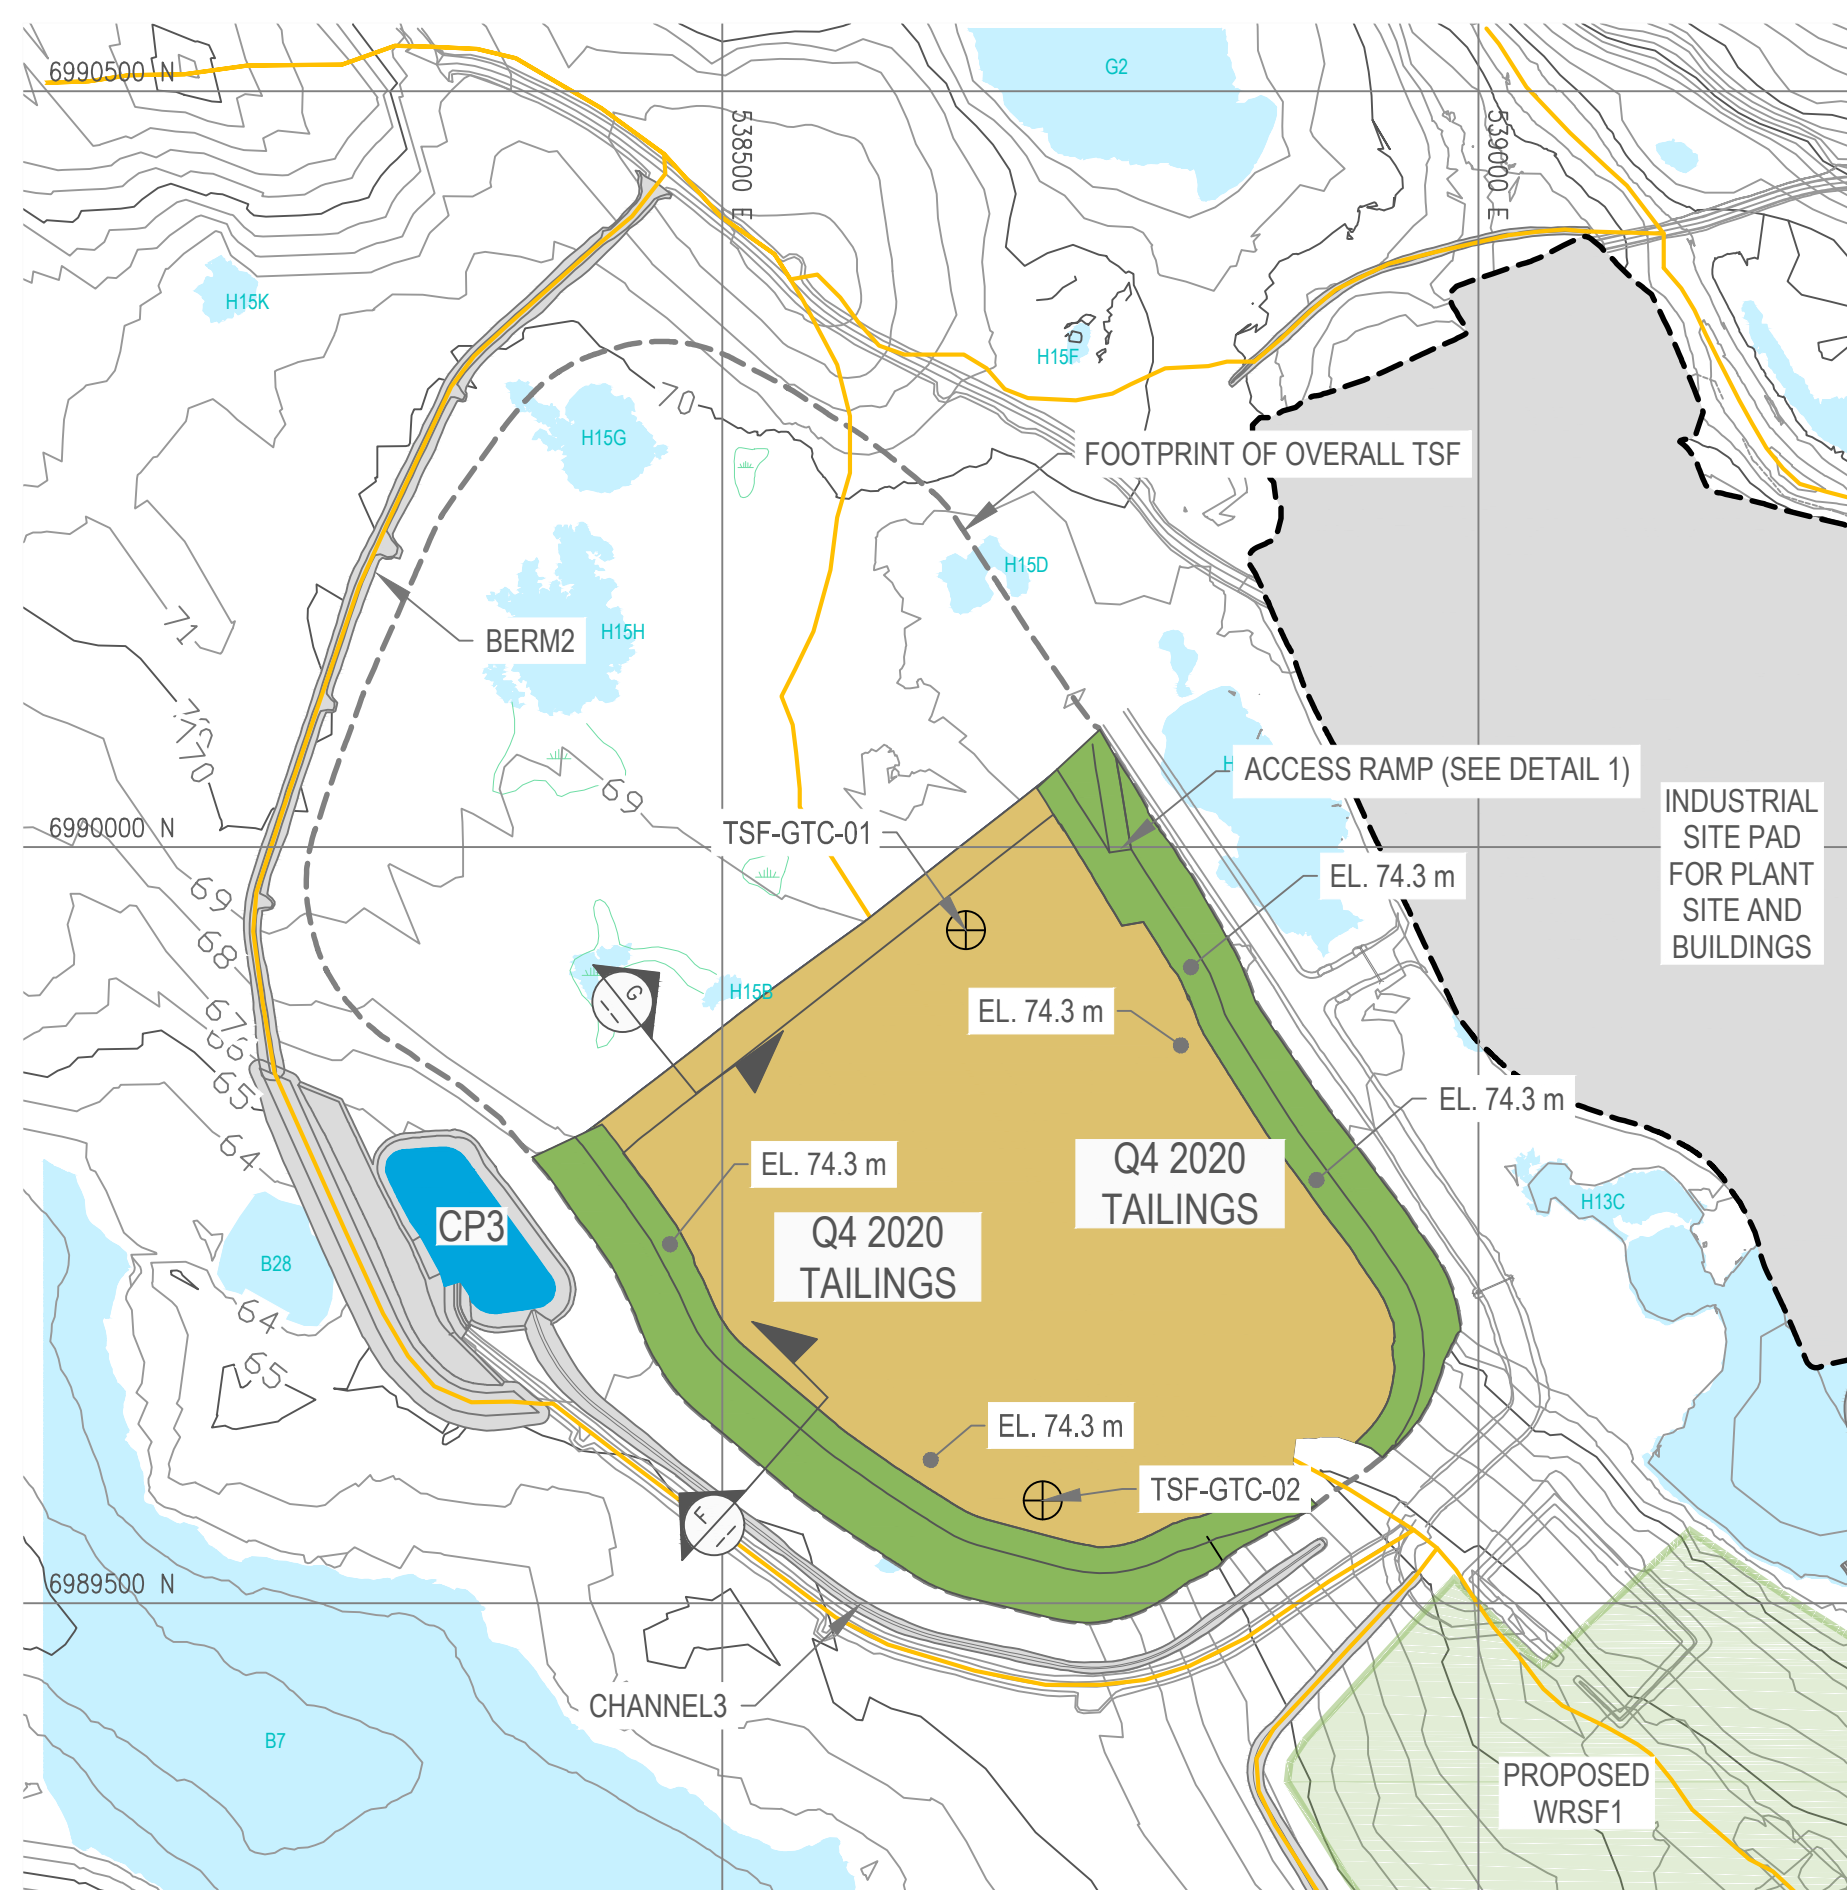 6990500 N
G2
538500 E
539000 E
H15K
H15F
70
H15G
FOOTPRINT OF OVERALL TSF
H15D
71
H15H
BERM2
70
69
ACCESS RAMP (SEE DETAIL 1)
6990000 N
TSF-GTC-01
INDUSTRIAL
SITE PAD
FOR PLANT
SITE AND
BUILDINGS
EL. 74.3 m
69
68
G
H15B
EL. 74.3 m
67
66
65
EL. 74.3 m
64
EL. 74.3 m
Q4 2020
TAILINGS
H13C
CP3
Q4 2020
TAILINGS
B28
64
65
EL. 74.3 m
TSF-GTC-02
F
6989500 N
CHANNEL3
B7
PROPOSED
WRSF1